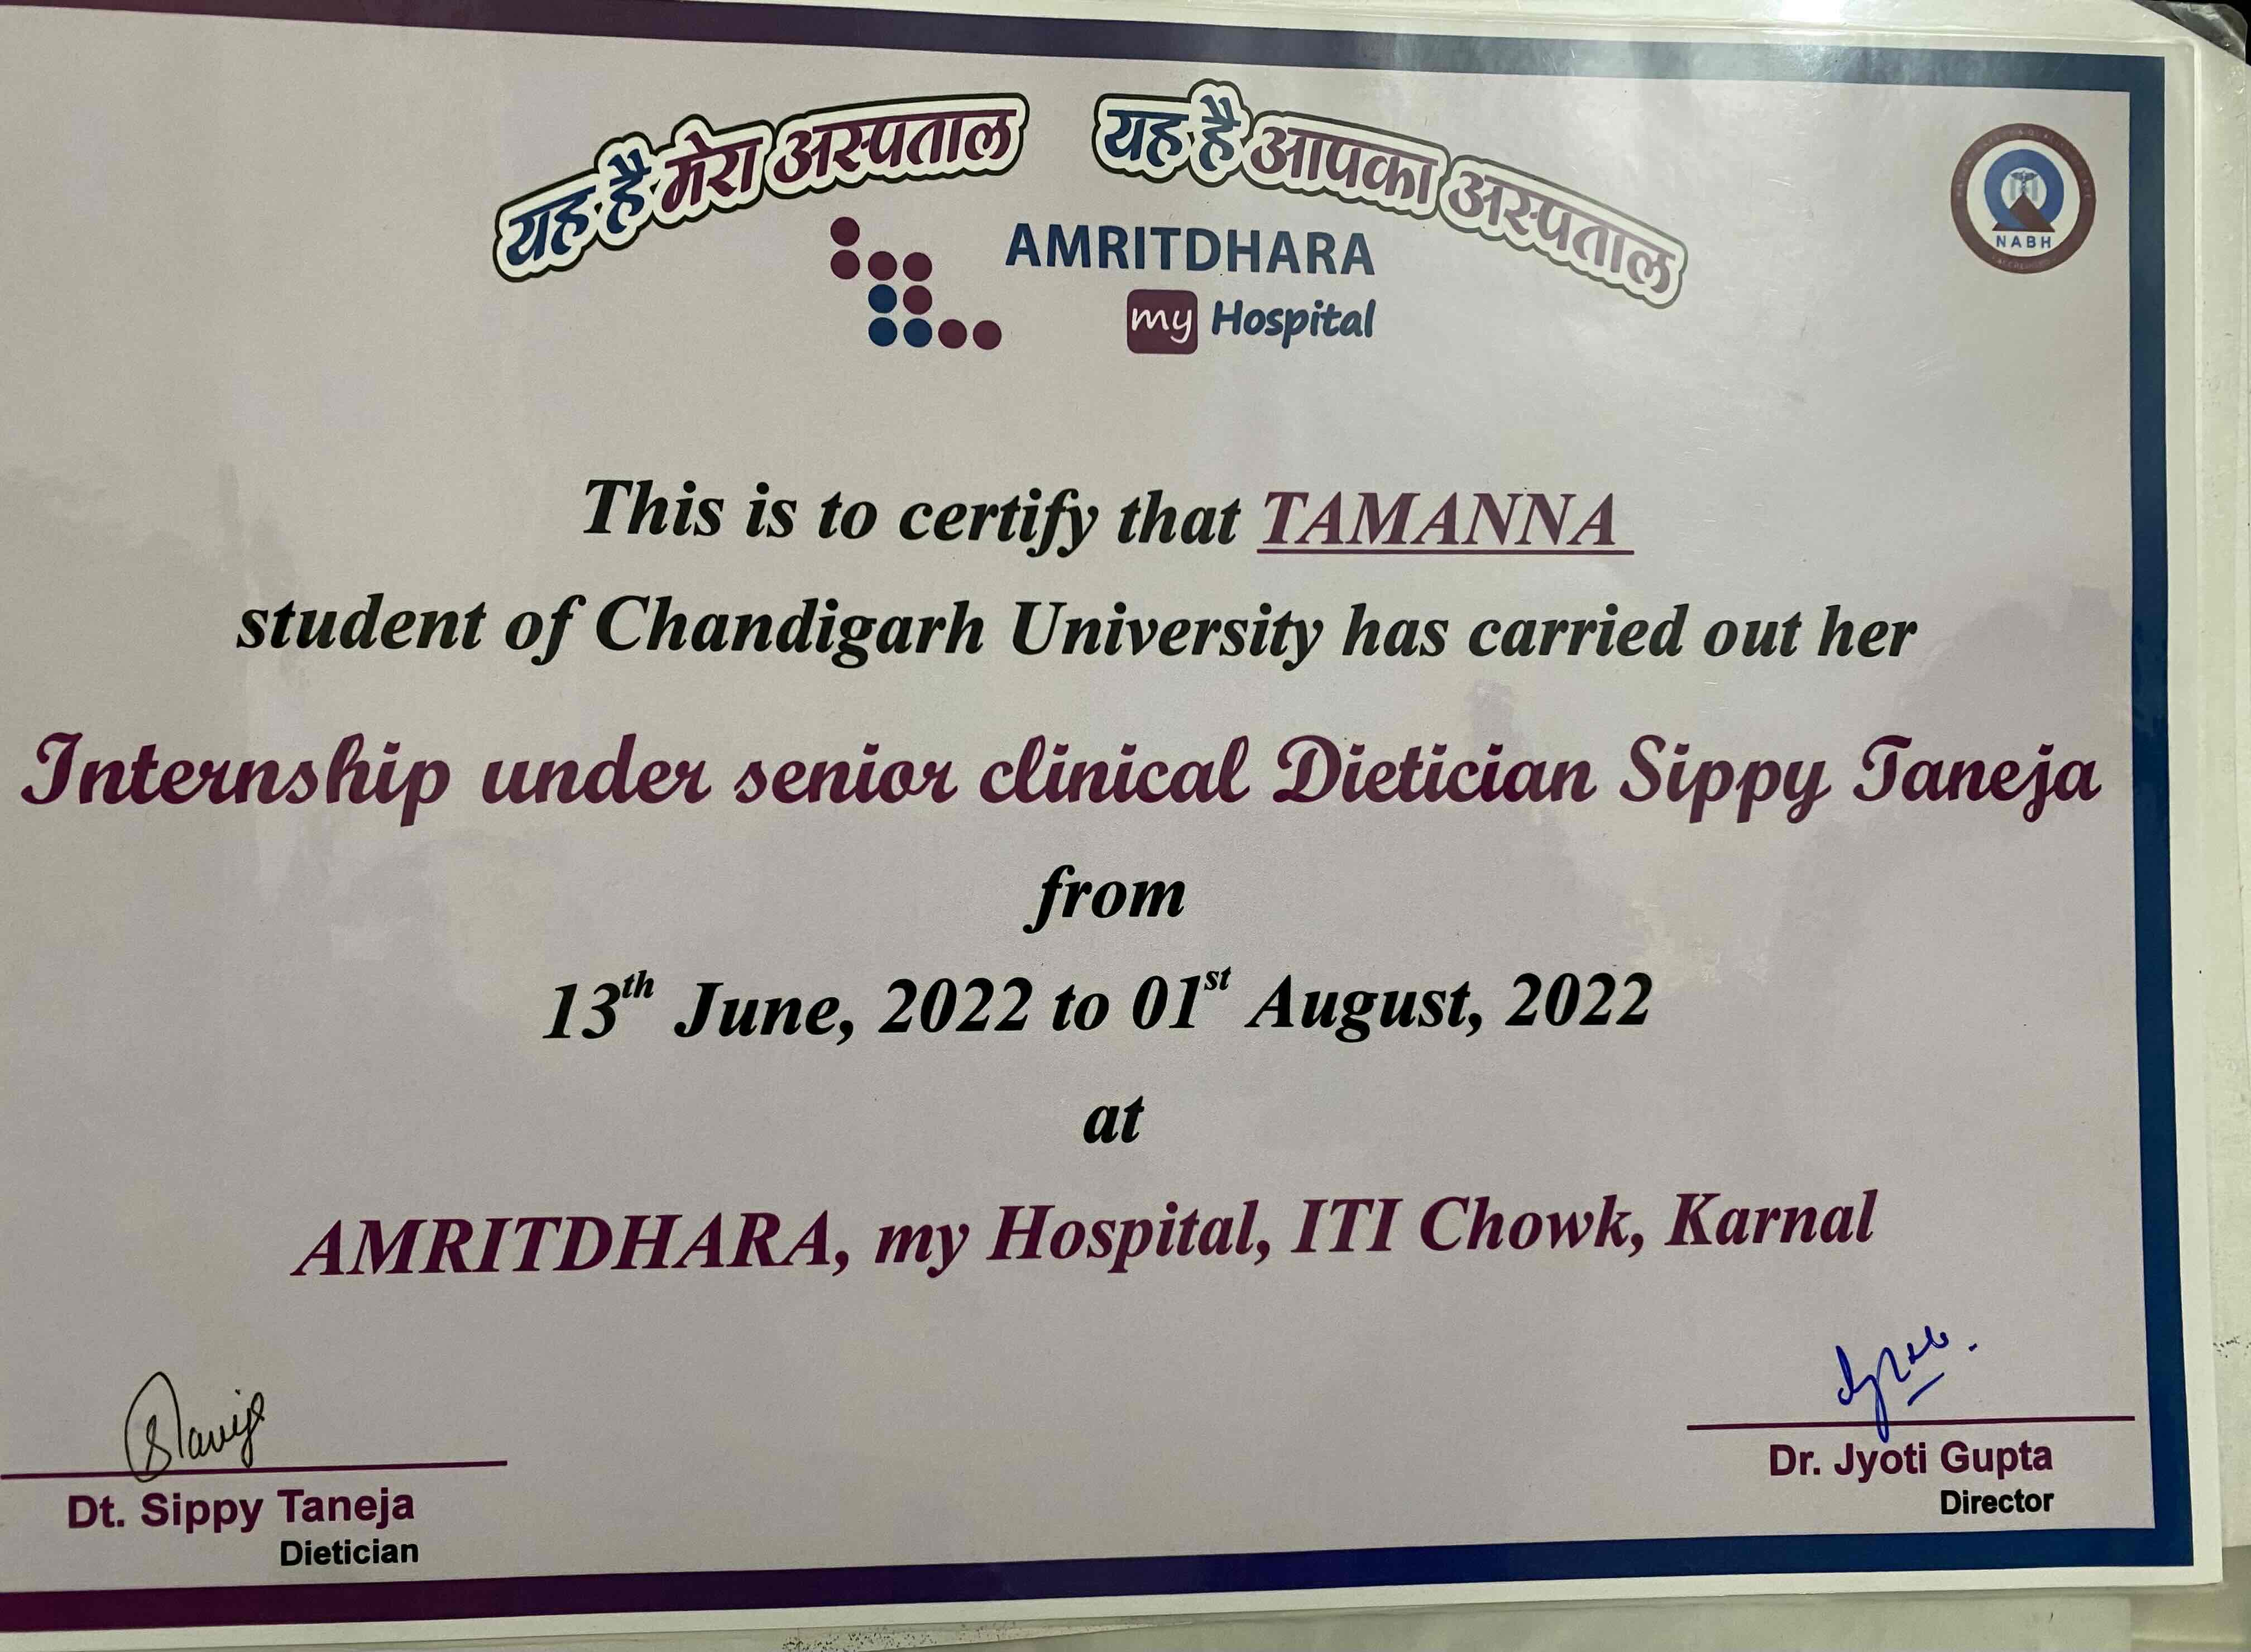 यह है मेरा अस्पताल यह है आपका अस्पताल
AMRITDHARA
my Hospital
NABH
This is to certify that TAMANNA
student of Chandigarh University has carried out her
Internship under senior clinical Dietician Sippy Taneja
from
13th June, 2022 to 01st August, 2022
at
AMRITDHARA, my Hospital, ITI Chowk, Karnal
Dt. Sippy Taneja
Dietician
Dr. Jyoti Gupta
Director